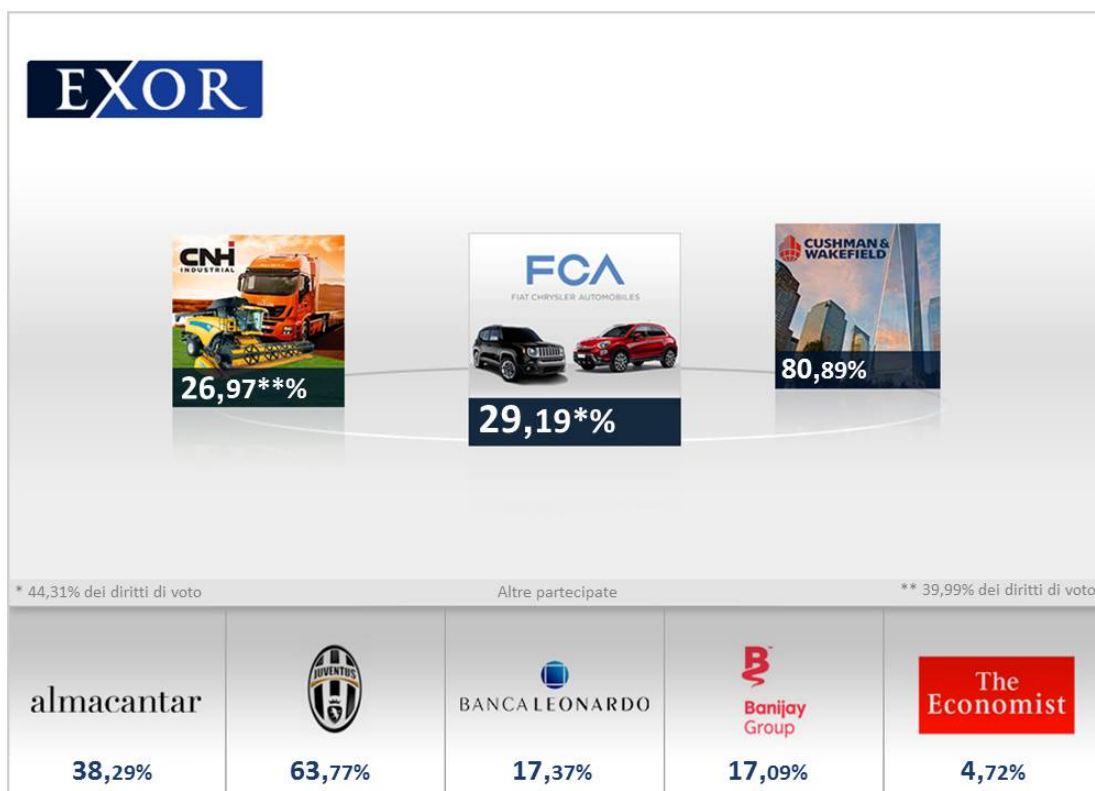 EXOR
CNH
INDUSTRIAL
26,97**%
FCA
FIAT CHRYSLER AUTOMOBILES
29,19*%
CUSHMAN &
WAKEFIELD
80,89%
* 44,31% dei diritti di voto
Altre partecipate
** 39,99% dei diritti di voto
almacantar
38,29%
JUVENTUS
63,77%
BANCA LEONARDO
17,37%
B
Banijay
Group
17,09%
The
Economist
4,72%